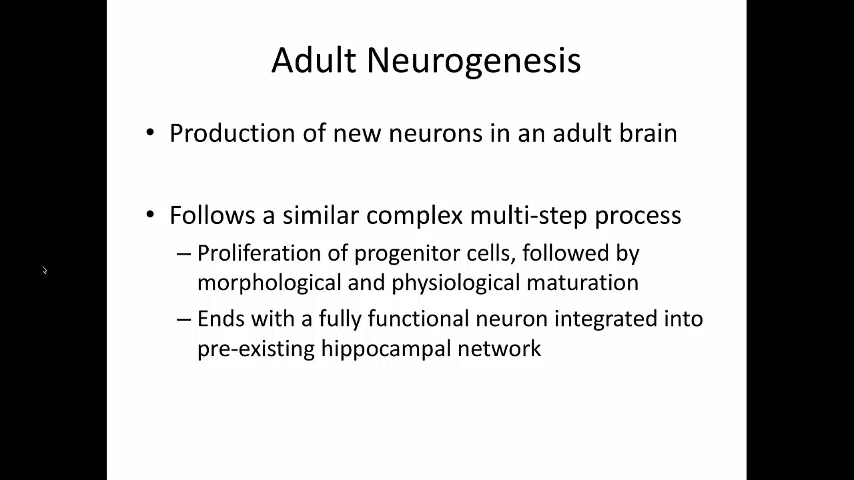 Adult Neurogenesis
• Production of new neurons in an adult brain
• Follows a similar complex multi-step process
– Proliferation of progenitor cells, followed by
morphological and physiological maturation
– Ends with a fully functional neuron integrated into
pre-existing hippocampal network